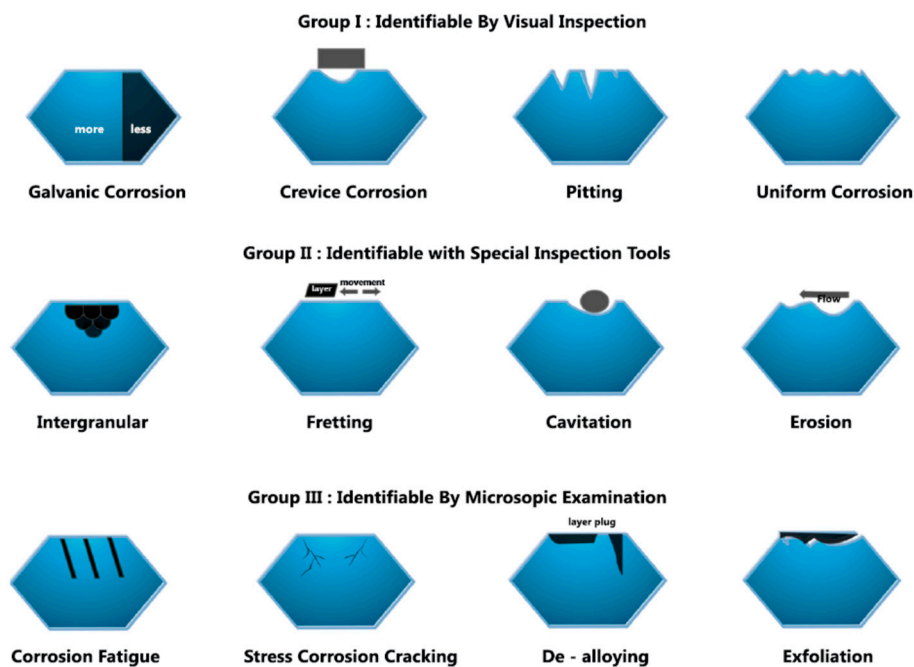 Group I : Identifiable By Visual Inspection
more less
Galvanic Corrosion Crevice Corrosion Pitting Uniform Corrosion
Group II : Identifiable with Special Inspection Tools
layer movement Flow
Intergranular Fretting Cavitation Erosion
Group III : Identifiable By Microsopic Examination
layer plug
Corrosion Fatigue Stress Corrosion Cracking De - alloying Exfoliation